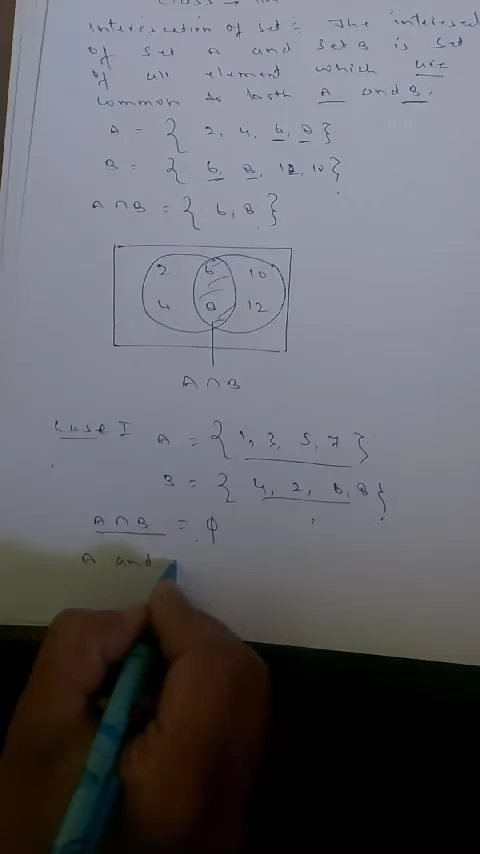 Intersection of set :- The intersec
of set A and set B is set
of all element which are
common to both A and B.
A = { 2, 4, 6, 8 }
B = { 6, 8, 12, 10 }
A ∩ B = { 6, 8 }
2 6 10
4 8 12
A ∩ B
Case I A = { 1, 3, 5, 7 }
B = { 4, 2, 6, 8 }
A ∩ B = φ
A and